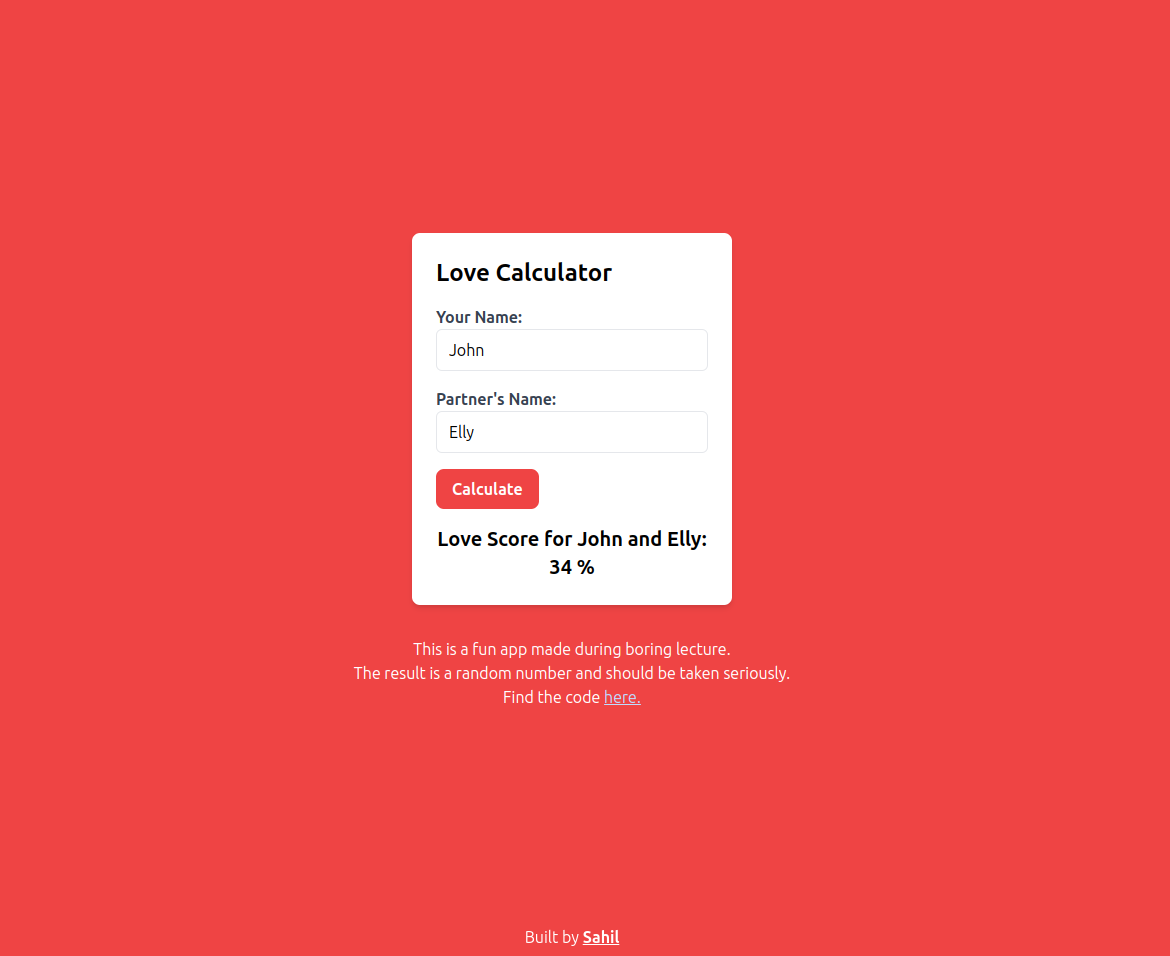 Love Calculator
Your Name:
John
Partner's Name:
Elly
Calculate
Love Score for John and Elly:
34 %
This is a fun app made during boring lecture.
The result is a random number and should be taken seriously.
Find the code here.
Built by Sahil